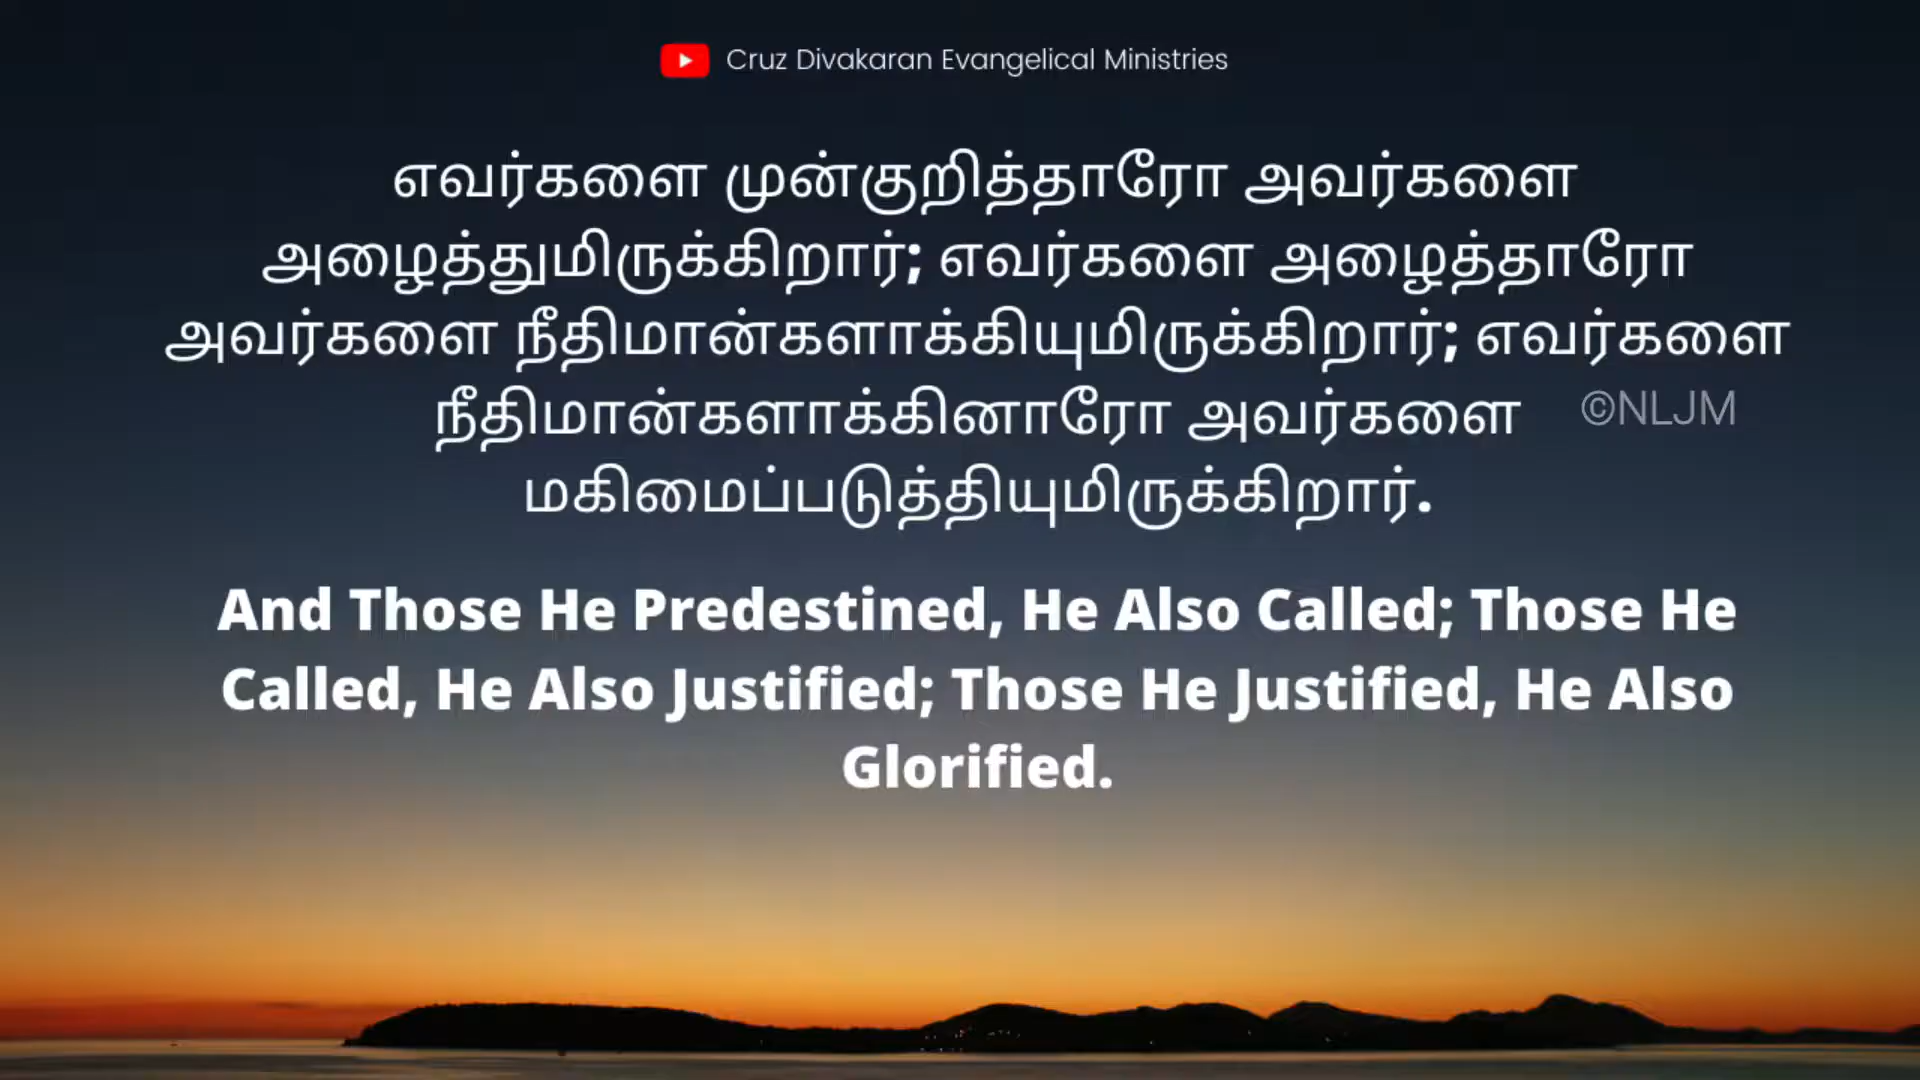 Cruz Divakaran Evangelical Ministries
எவர்களை முன்குறித்தாரோ அவர்களை
அழைத்துமிருக்கிறார்; எவர்களை அழைத்தாரோ
அவர்களை நீதிமான்களாக்கியுமிருக்கிறார்; எவர்களை
நீதிமான்களாக்கினாரோ அவர்களை
©NLJM
மகிமைப்படுத்தியுமிருக்கிறார்.
And Those He Predestined, He Also Called; Those He
Called, He Also Justified; Those He Justified, He Also
Glorified.